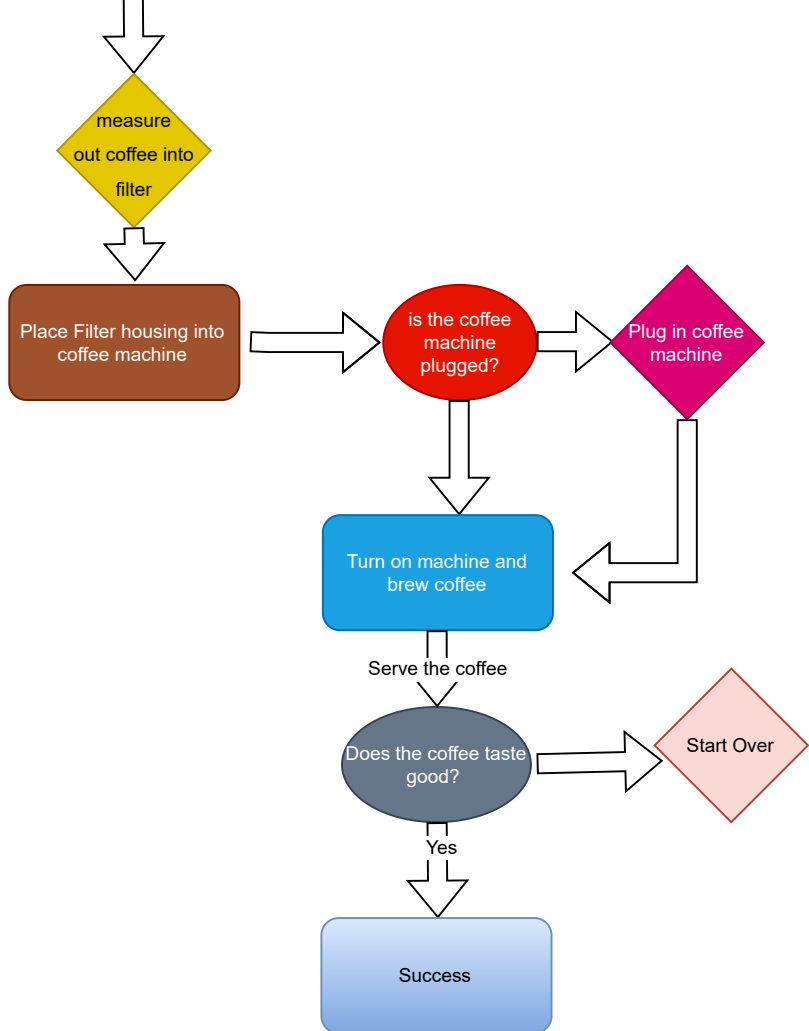 measure
out coffee into
filter
Place Filter housing into
coffee machine
is the coffee
machine
plugged?
Plug in coffee
machine
Turn on machine and
brew coffee
Serve the coffee
Does the coffee taste
good?
Start Over
Yes
Success